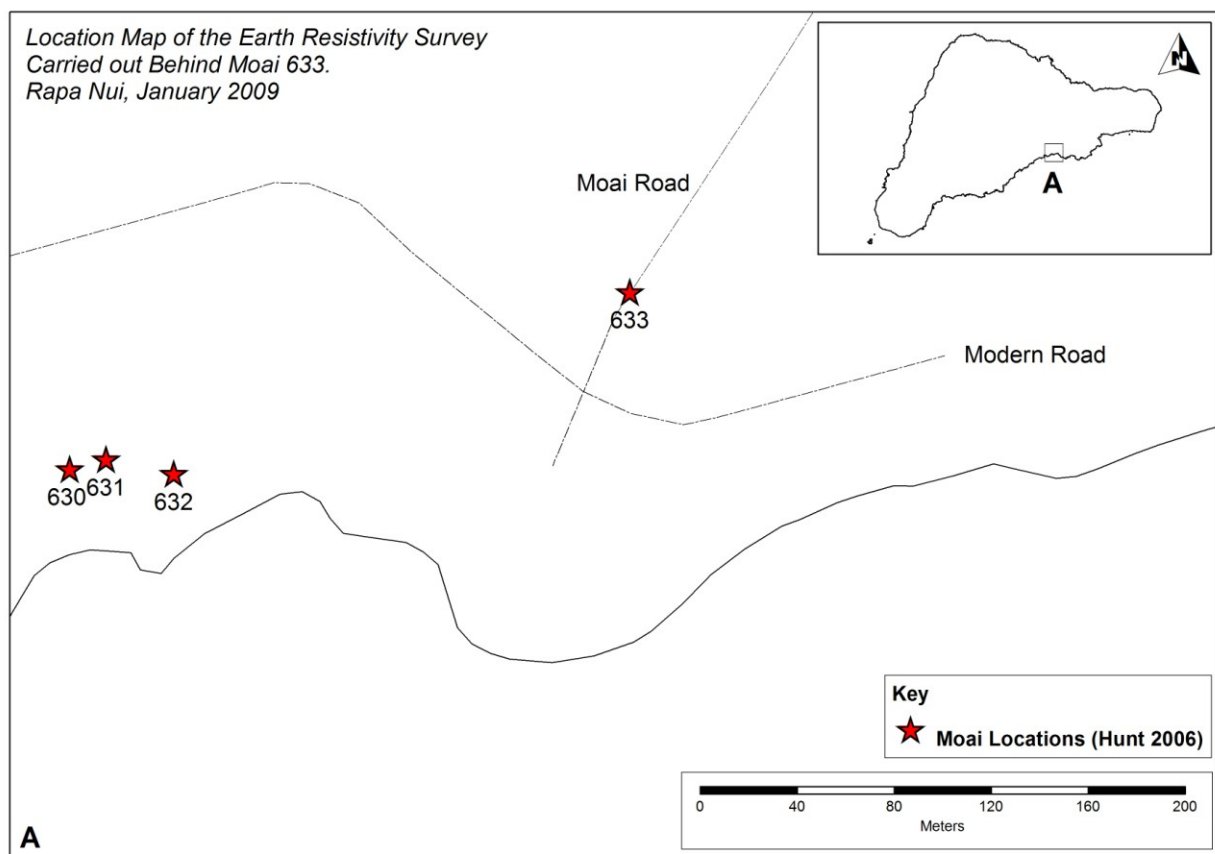 Location Map of the Earth Resistivity Survey
Carried out Behind Moai 633.
Rapa Nui, January 2009
N
A
Moai Road
633
Modern Road
630
631
632
Key
Moai Locations (Hunt 2006)
0 40 80 120 160 200
Meters
A